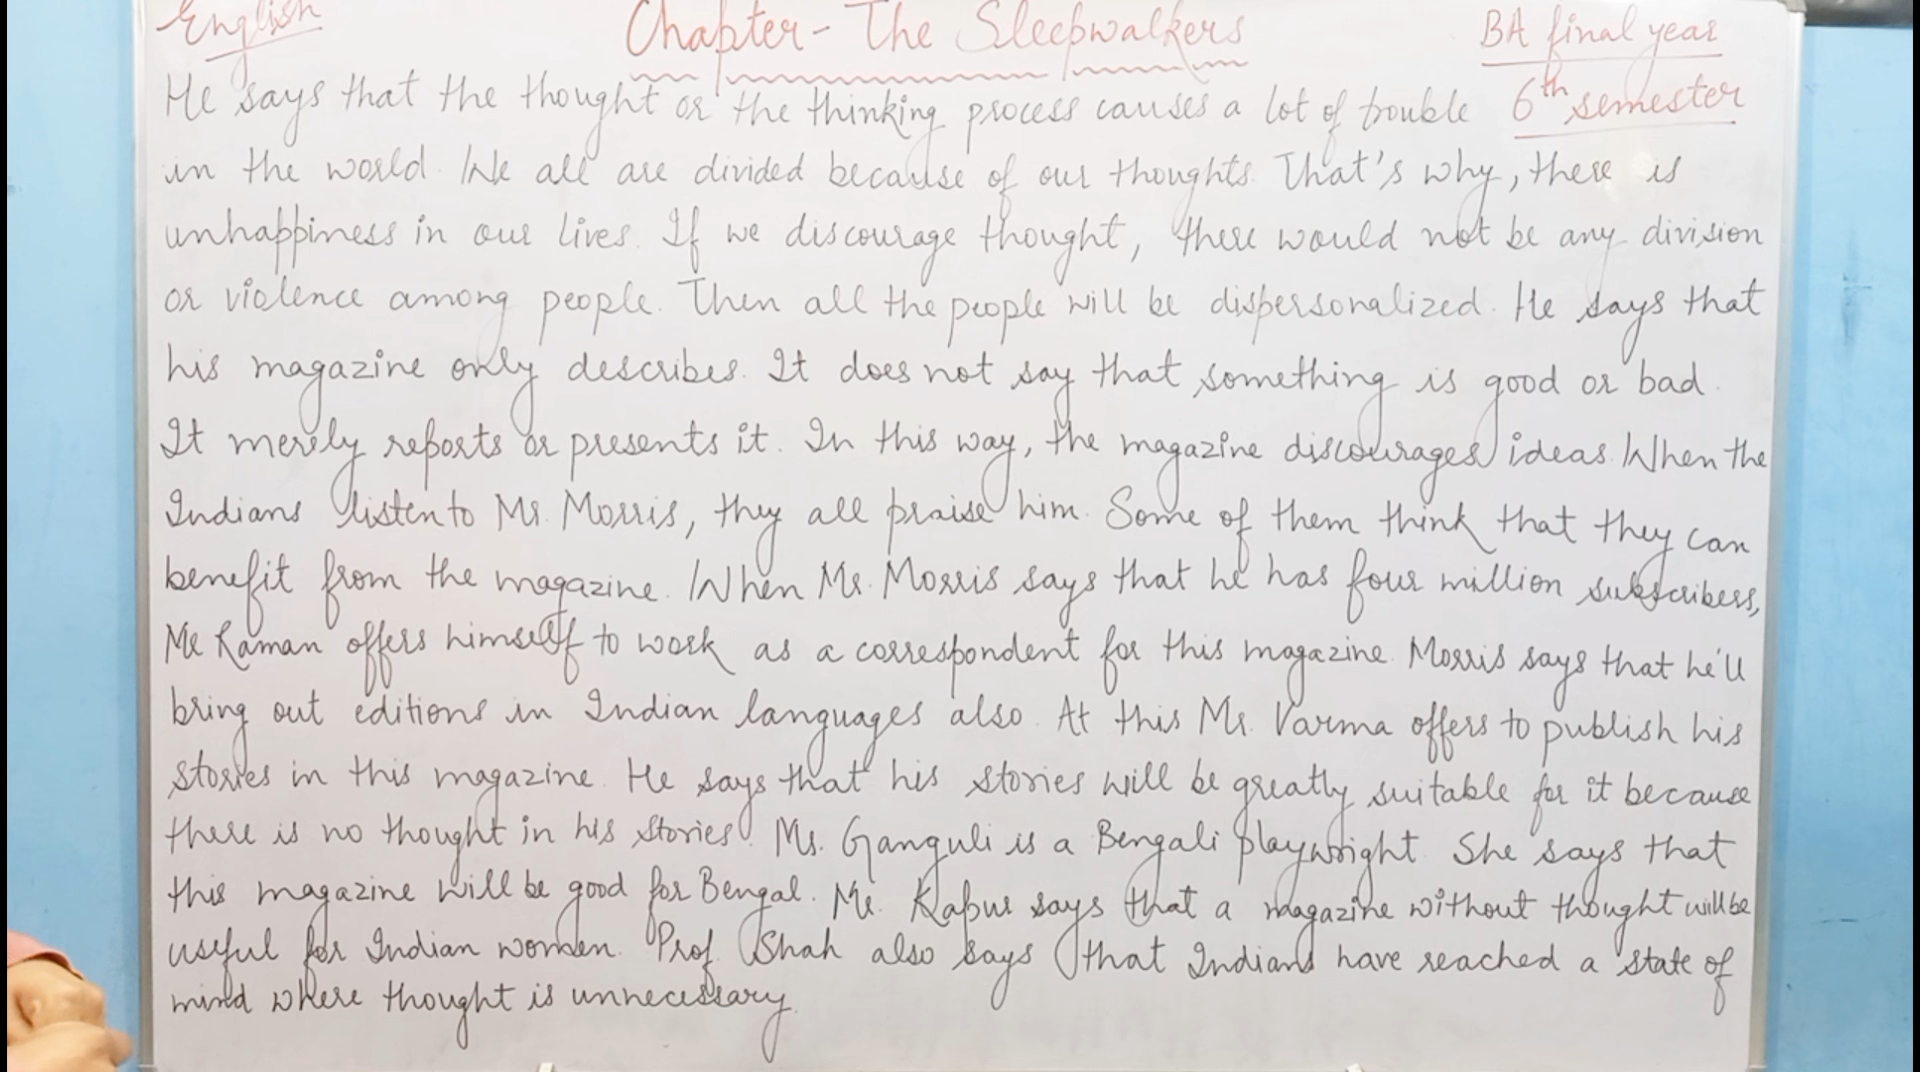 English Chapter - The Sleepwalkers BA final year
He says that the thought or the thinking process causes a lot of trouble 6th semester
in the world. We all are divided because of our thoughts. That's why, there is
unhappiness in our lives. If we discourage thought, there would not be any division
or violence among people. Then all the people will be dispersonalized. He says that
his magazine only describes. It does not say that something is good or bad.
It merely reports or presents it. In this way, the magazine discourages ideas. When the
Indians listen to Mr. Morris, they all praise him. Some of them think that they can
benefit from the magazine. When Mr. Morris says that he has four million subscribers,
Mr Raman offers himself to work as a correspondent for this magazine. Morris says that he'll
bring out editions in Indian languages also. At this Mr. Varma offers to publish his
stories in this magazine. He says that his stories will be greatly suitable for it because
there is no thought in his stories. Ms. Ganguli is a Bengali playwright. She says that
this magazine will be good for Bengal. Mr. Kapur says that a magazine without thought will be
useful for Indian women. Prof. Shah also says that Indians have reached a state of
mind where thought is unnecessary.